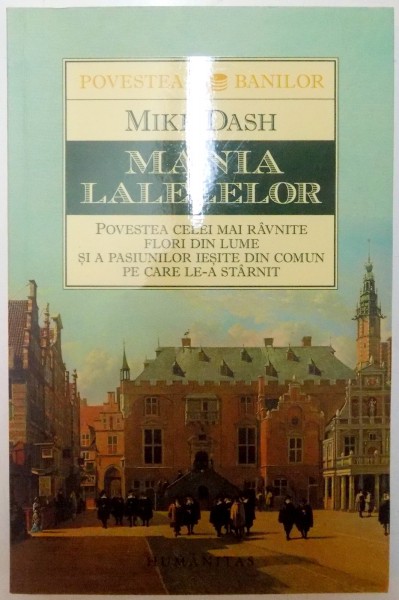 POVESTEA BANILOR
MIKE DASH
MANIA
LALELELOR
POVESTEA CELEI MAI RÂVNITE
FLORI DIN LUME
ȘI A PASIUNILOR IEȘITE DIN COMUN
PE CARE LE-A STÂRNIT
HUMANITAS